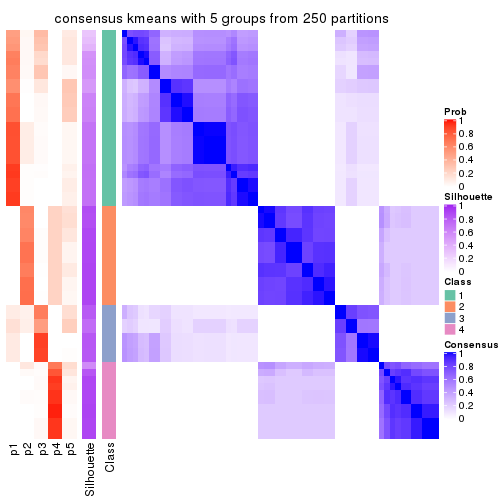 consensus kmeans with 5 groups from 250 partitions
Prob
1
0.8
0.6
0.4
0.2
0
Silhouette
1
0.8
0.6
0.4
0.2
0
Class
1
2
3
4
Consensus
1
0.8
0.6
0.4
0.2
0
p1
p2
p3
p4
p5
Silhouette
Class